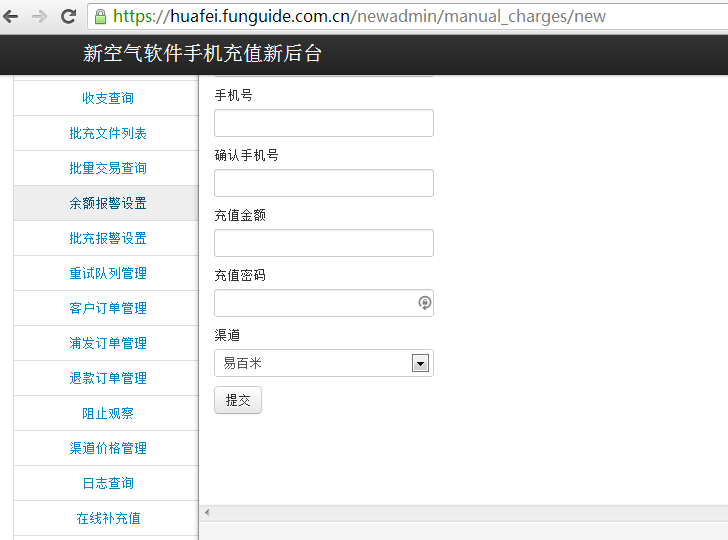 https://huafei.funguide.com.cn/newadmin/manual_charges/new
新空气软件手机充值新后台
收支查询
批充文件列表
批量交易查询
余额报警设置
批充报警设置
重试队列管理
客户订单管理
浦发订单管理
退款订单管理
阻止观察
渠道价格管理
日志查询
在线补充值
手机号
确认手机号
充值金额
充值密码
渠道
易百米
提交